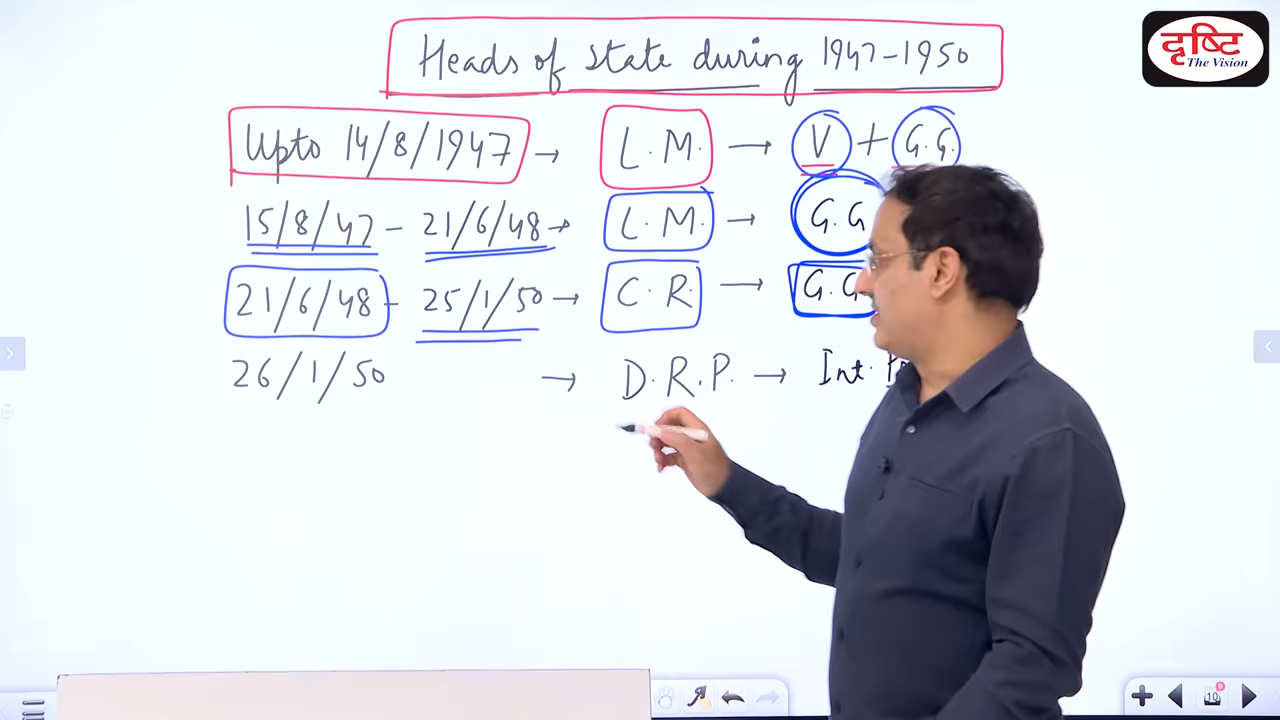 Heads of state during 1947-1950
दृष्टि
The Vision
Upto 14/8/1947 → L.M. → V + G.G.
15/8/47 - 21/6/48 → L.M. → G.G
21/6/48 - 25/1/50 → C.R. → G.G
26/1/50 → D.R.P. → Int.
10